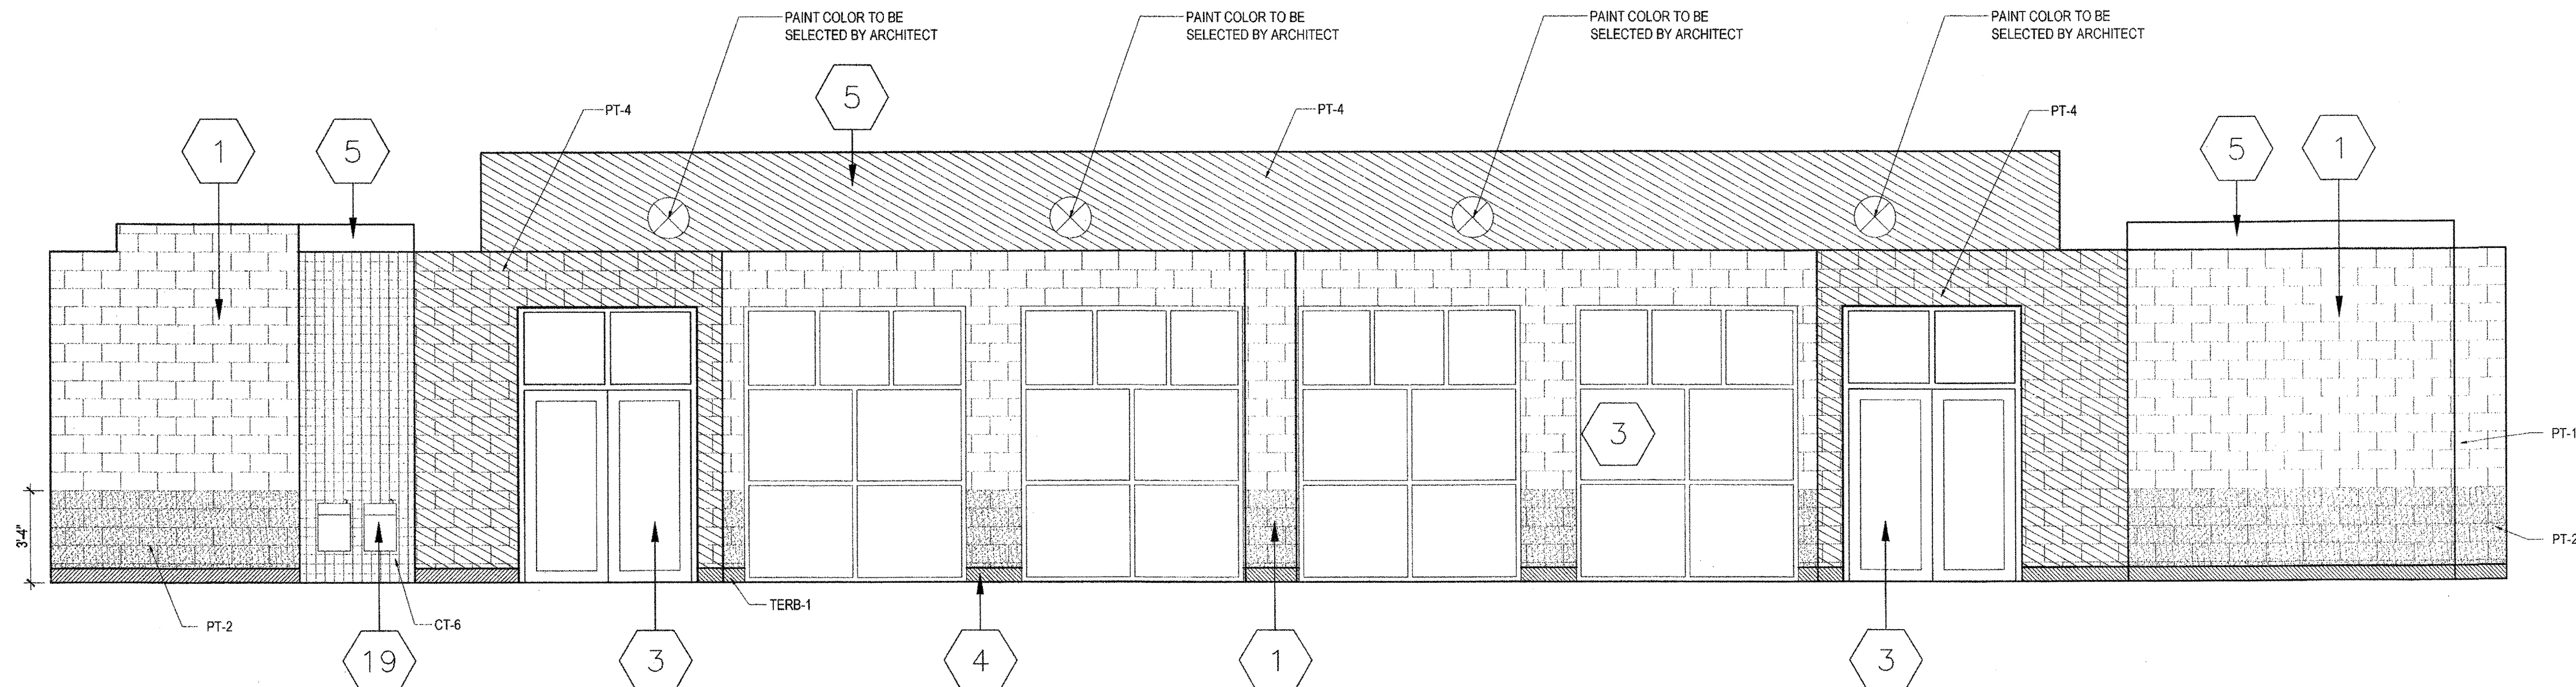 PAINT COLOR TO BE
SELECTED BY ARCHITECT
PAINT COLOR TO BE
SELECTED BY ARCHITECT
PAINT COLOR TO BE
SELECTED BY ARCHITECT
PAINT COLOR TO BE
SELECTED BY ARCHITECT
5
PT-4
PT-4
PT-4
1
5
5
1
3
PT-1
3'-4"
PT-2
TERB-1
PT-2
CT-6
19
3
4
1
3